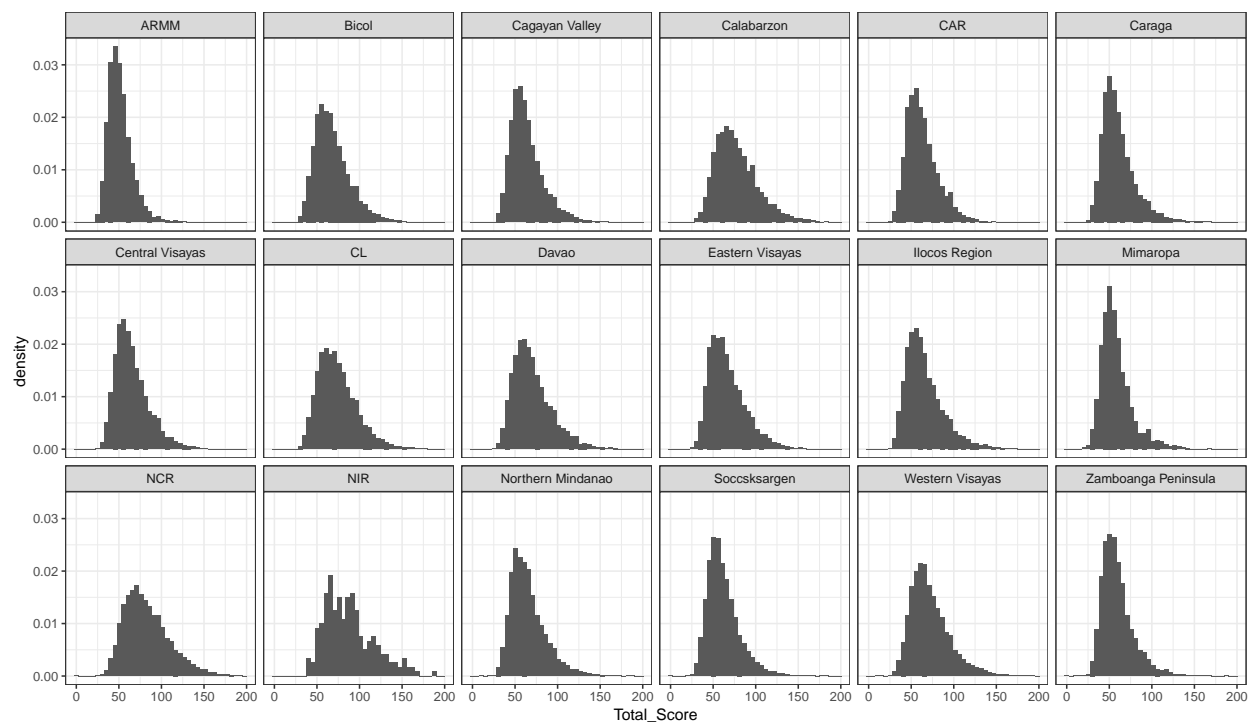 ARMM Bicol Cagayan Valley Calabarzon CAR Caraga
0.03
0.02
0.01
0.00
Central Visayas CL Davao Eastern Visayas Ilocos Region Mimaropa
0.03
0.02
0.01
0.00
NCR NIR Northern Mindanao Soccsksargen Western Visayas Zamboanga Peninsula
0.03
0.02
0.01
0.00
0 50 100 150 200 0 50 100 150 200 0 50 100 150 200 0 50 100 150 200 0 50 100 150 200 0 50 100 150 200
Total_Score
density